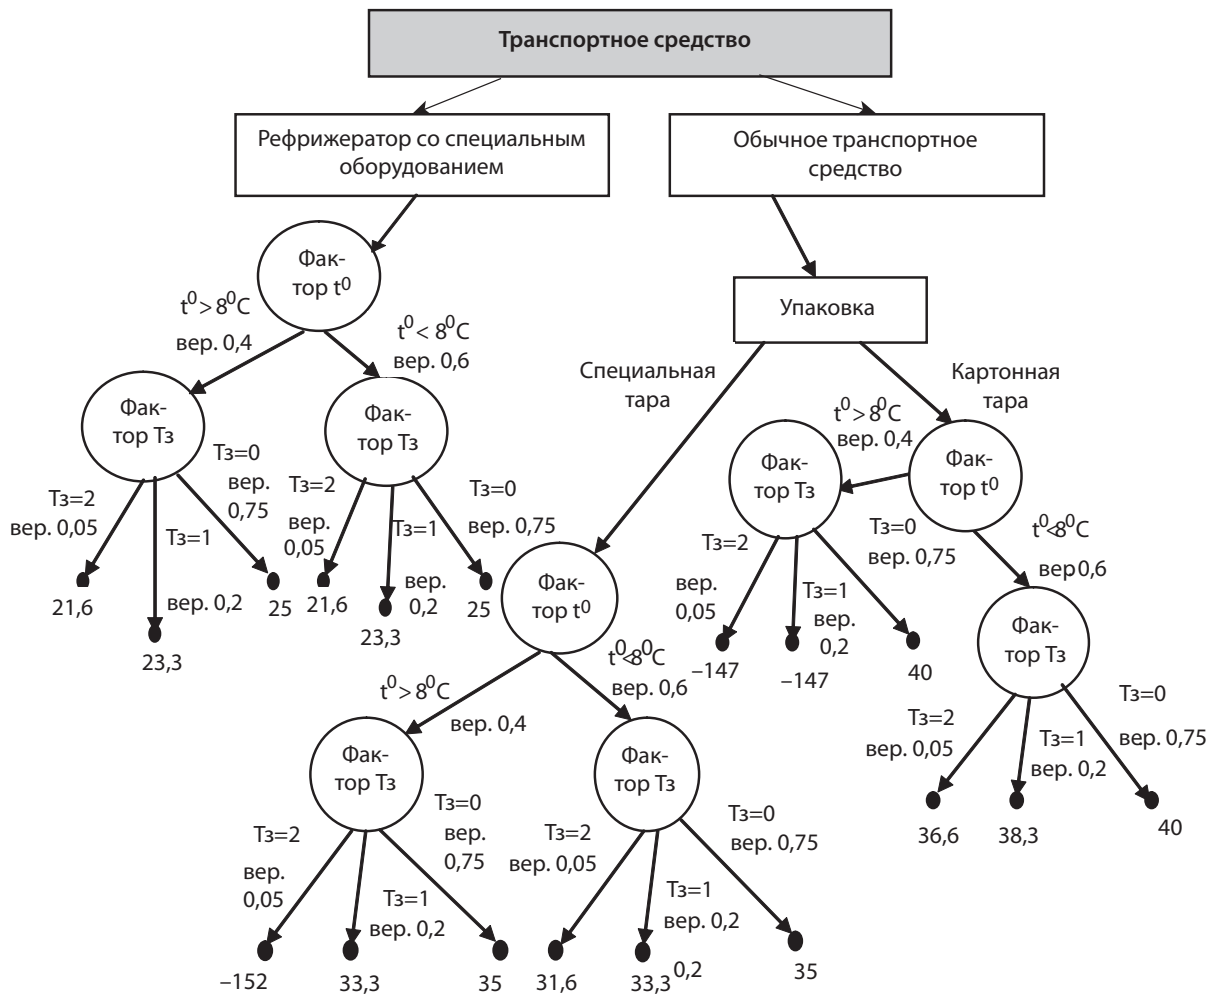 Транспортное средство
Рефрижератор со специальным
оборудованием
Обычное транспортное
средство
Фак-
тор t⁰
t⁰ > 8⁰C
вер. 0,4
t⁰ < 8⁰C
вер. 0,6
Упаковка
Специальная
тара
Картонная
тара
Фак-
тор Тз
Тз=2
вер. 0,05
Тз=1
вер. 0,2
Тз=0
вер.
0,75
21,6
23,3
25
Фак-
тор Тз
Тз=2
вер.
0,05
Тз=1
вер.
0,2
Тз=0
вер. 0,75
21,6
23,3
25
Фак-
тор t⁰
t⁰ > 8⁰C
вер. 0,4
t⁰<8⁰C
вер0,6
Фак-
тор Тз
Тз=2
вер.
0,05
Тз=1
вер.
0,2
Тз=0
вер. 0,75
–147
–147
40
Фак-
тор Тз
Тз=2
вер. 0,05
Тз=1
вер. 0,2
Тз=0
вер. 0,75
36,6
38,3
40
Фак-
тор t⁰
t⁰ > 8⁰C
вер. 0,4
t⁰<8⁰C
вер. 0,6
Фак-
тор Тз
Тз=2
вер.
0,05
Тз=1
вер. 0,2
Тз=0
вер.
0,75
–152
33,3
35
Фак-
тор Тз
Тз=2
вер. 0,05
Тз=1
вер. 0,2
Тз=0
вер. 0,75
31,6
33,3
0,2
35